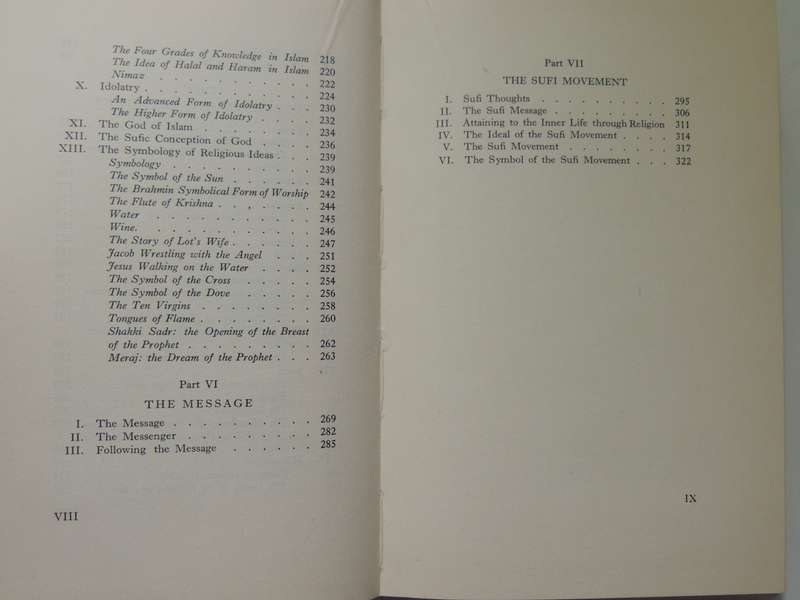 The Four Grades of Knowledge in Islam 218
The Idea of Halal and Haram in Islam 220
Nimaz . . . . . . . . . . . 222
X. Idolatry . . . . . . . . . . . . 224
An Advanced Form of Idolatry . . . 230
The Higher Form of Idolatry . . . . 232
XI. The God of Islam . . . . . . . . 234
XII. The Sufic Conception of God . . . . 236
XIII. The Symbology of Religious Ideas . . . 239
Symbology . . . . . . . . . . 239
The Symbol of the Sun . . . . . . 241
The Brahmin Symbolical Form of Worship 242
The Flute of Krishna . . . . . . . 244
Water . . . . . . . . . . . 245
Wine. . . . . . . . . . . . 246
The Story of Lot's Wife . . . . . . 247
Jacob Wrestling with the Angel . . . 251
Jesus Walking on the Water . . . . 252
The Symbol of the Cross . . . . . 254
The Symbol of the Dove . . . . . 256
The Ten Virgins . . . . . . . . 258
Tongues of Flame . . . . . . . . 260
Shakki Sadr: the Opening of the Breast
of the Prophet . . . . . . . . . 262
Meraj: the Dream of the Prophet . . . 263
Part VI
THE MESSAGE
I. The Message . . . . . . . . . . 269
II. The Messenger . . . . . . . . . 282
III. Following the Message . . . . . . 285
VIII
Part VII
THE SUFI MOVEMENT
I. Sufi Thoughts . . . . . . . . . . 295
II. The Sufi Message . . . . . . . . . 306
III. Attaining to the Inner Life through Religion 311
IV. The Ideal of the Sufi Movement . . . . 314
V. The Sufi Movement . . . . . . . . 317
VI. The Symbol of the Sufi Movement . . . 322
IX